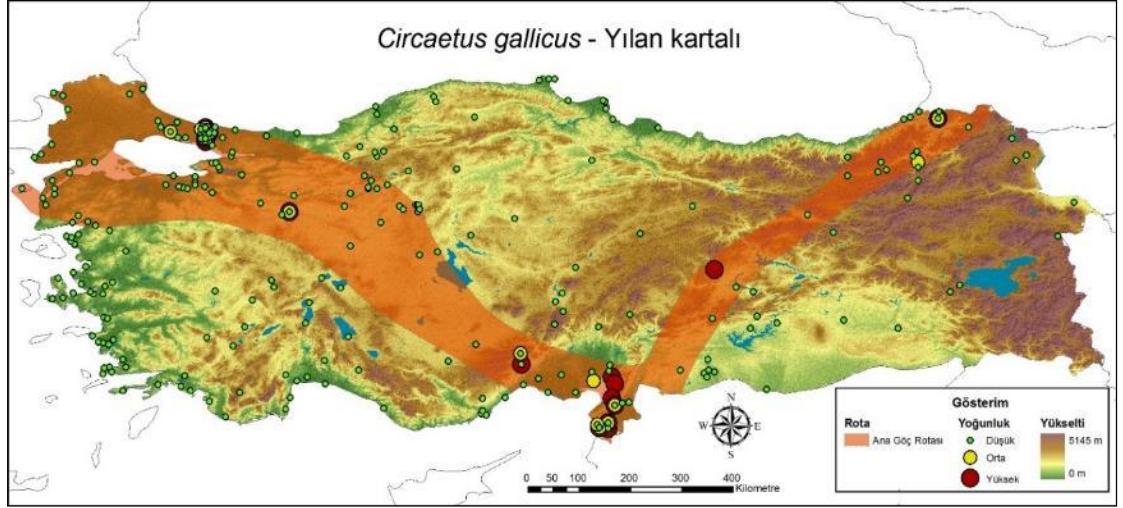 Circaetus gallicus - Yılan kartalı
N
W E
S
0 50 100 200 300 400
Kilometre
Gösterim
Rota Yoğunluk Yükselti
Ana Göç Rotası Düşük 5145 m
Orta
Yüksek 0 m